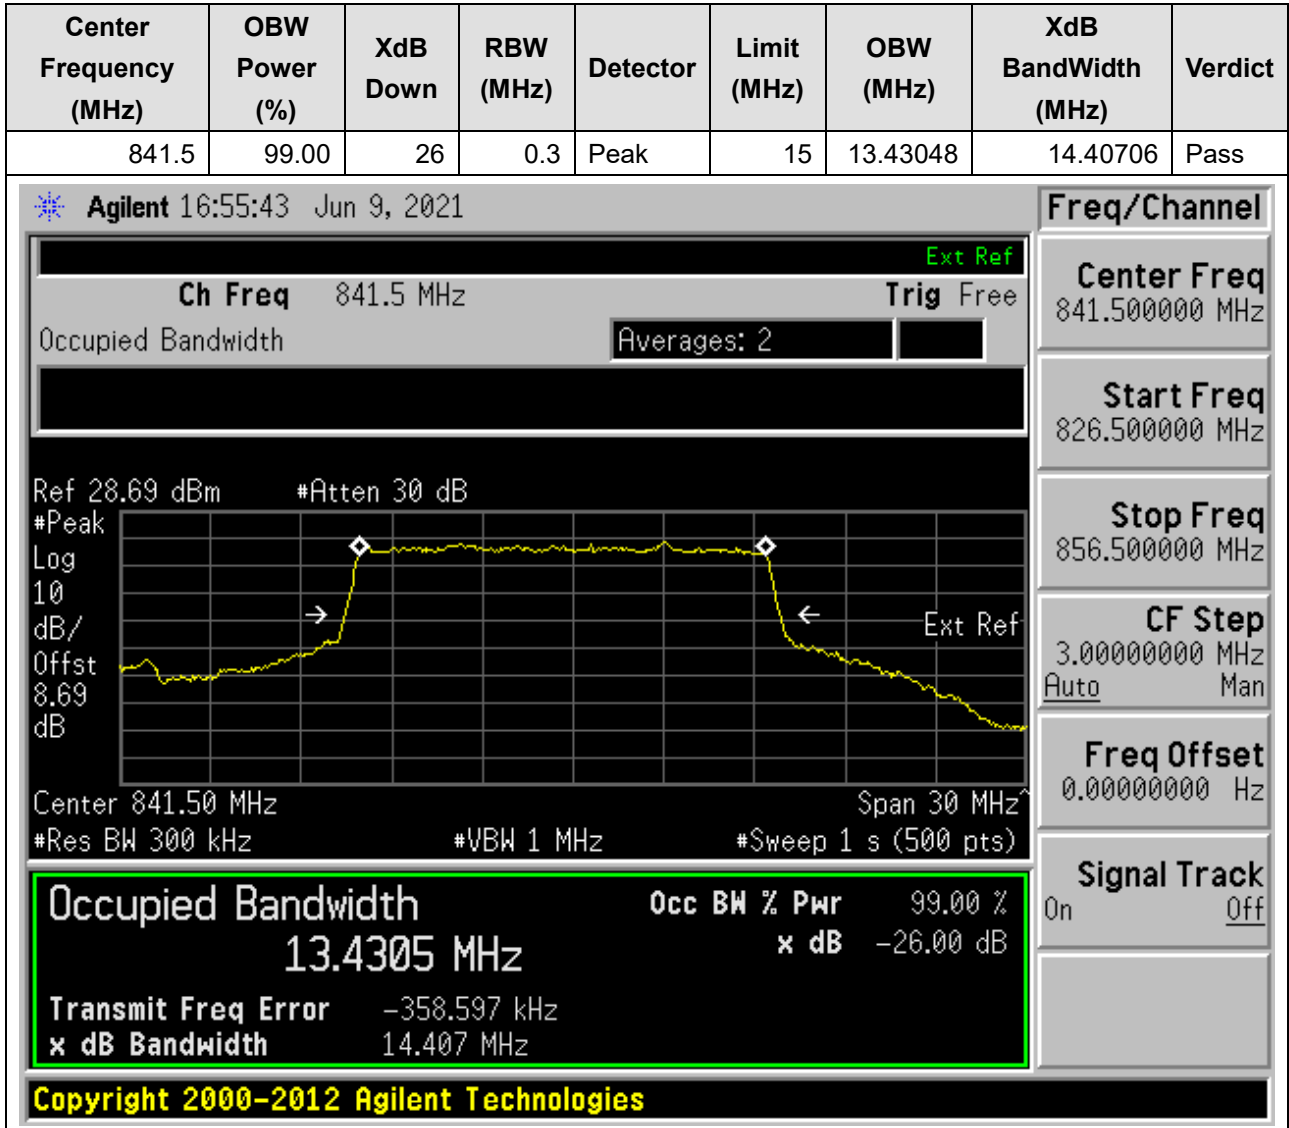 Center Frequency (MHz) OBW Power (%) XdB Down RBW (MHz) Detector Limit (MHz) OBW (MHz) XdB BandWidth (MHz) Verdict
841.5 99.00 26 0.3 Peak 15 13.43048 14.40706 Pass
Agilent 16:55:43 Jun 9, 2021
Ext Ref
Ch Freq 841.5 MHz Trig Free
Occupied Bandwidth Averages: 2
Ref 28.69 dBm #Atten 30 dB
#Peak
Log
10
dB/
Offst
8.69
dB
Ext Ref
Center 841.50 MHz Span 30 MHz^
#Res BW 300 kHz #VBW 1 MHz #Sweep 1 s (500 pts)
Occupied Bandwidth
13.4305 MHz
Occ BW % Pwr 99.00 %
x dB -26.00 dB
Transmit Freq Error -358.597 kHz
x dB Bandwidth 14.407 MHz
Copyright 2000-2012 Agilent Technologies
Freq/Channel
Center Freq
841.500000 MHz
Start Freq
826.500000 MHz
Stop Freq
856.500000 MHz
CF Step
3.00000000 MHz
Auto Man
Freq Offset
0.00000000 Hz
Signal Track
On Off